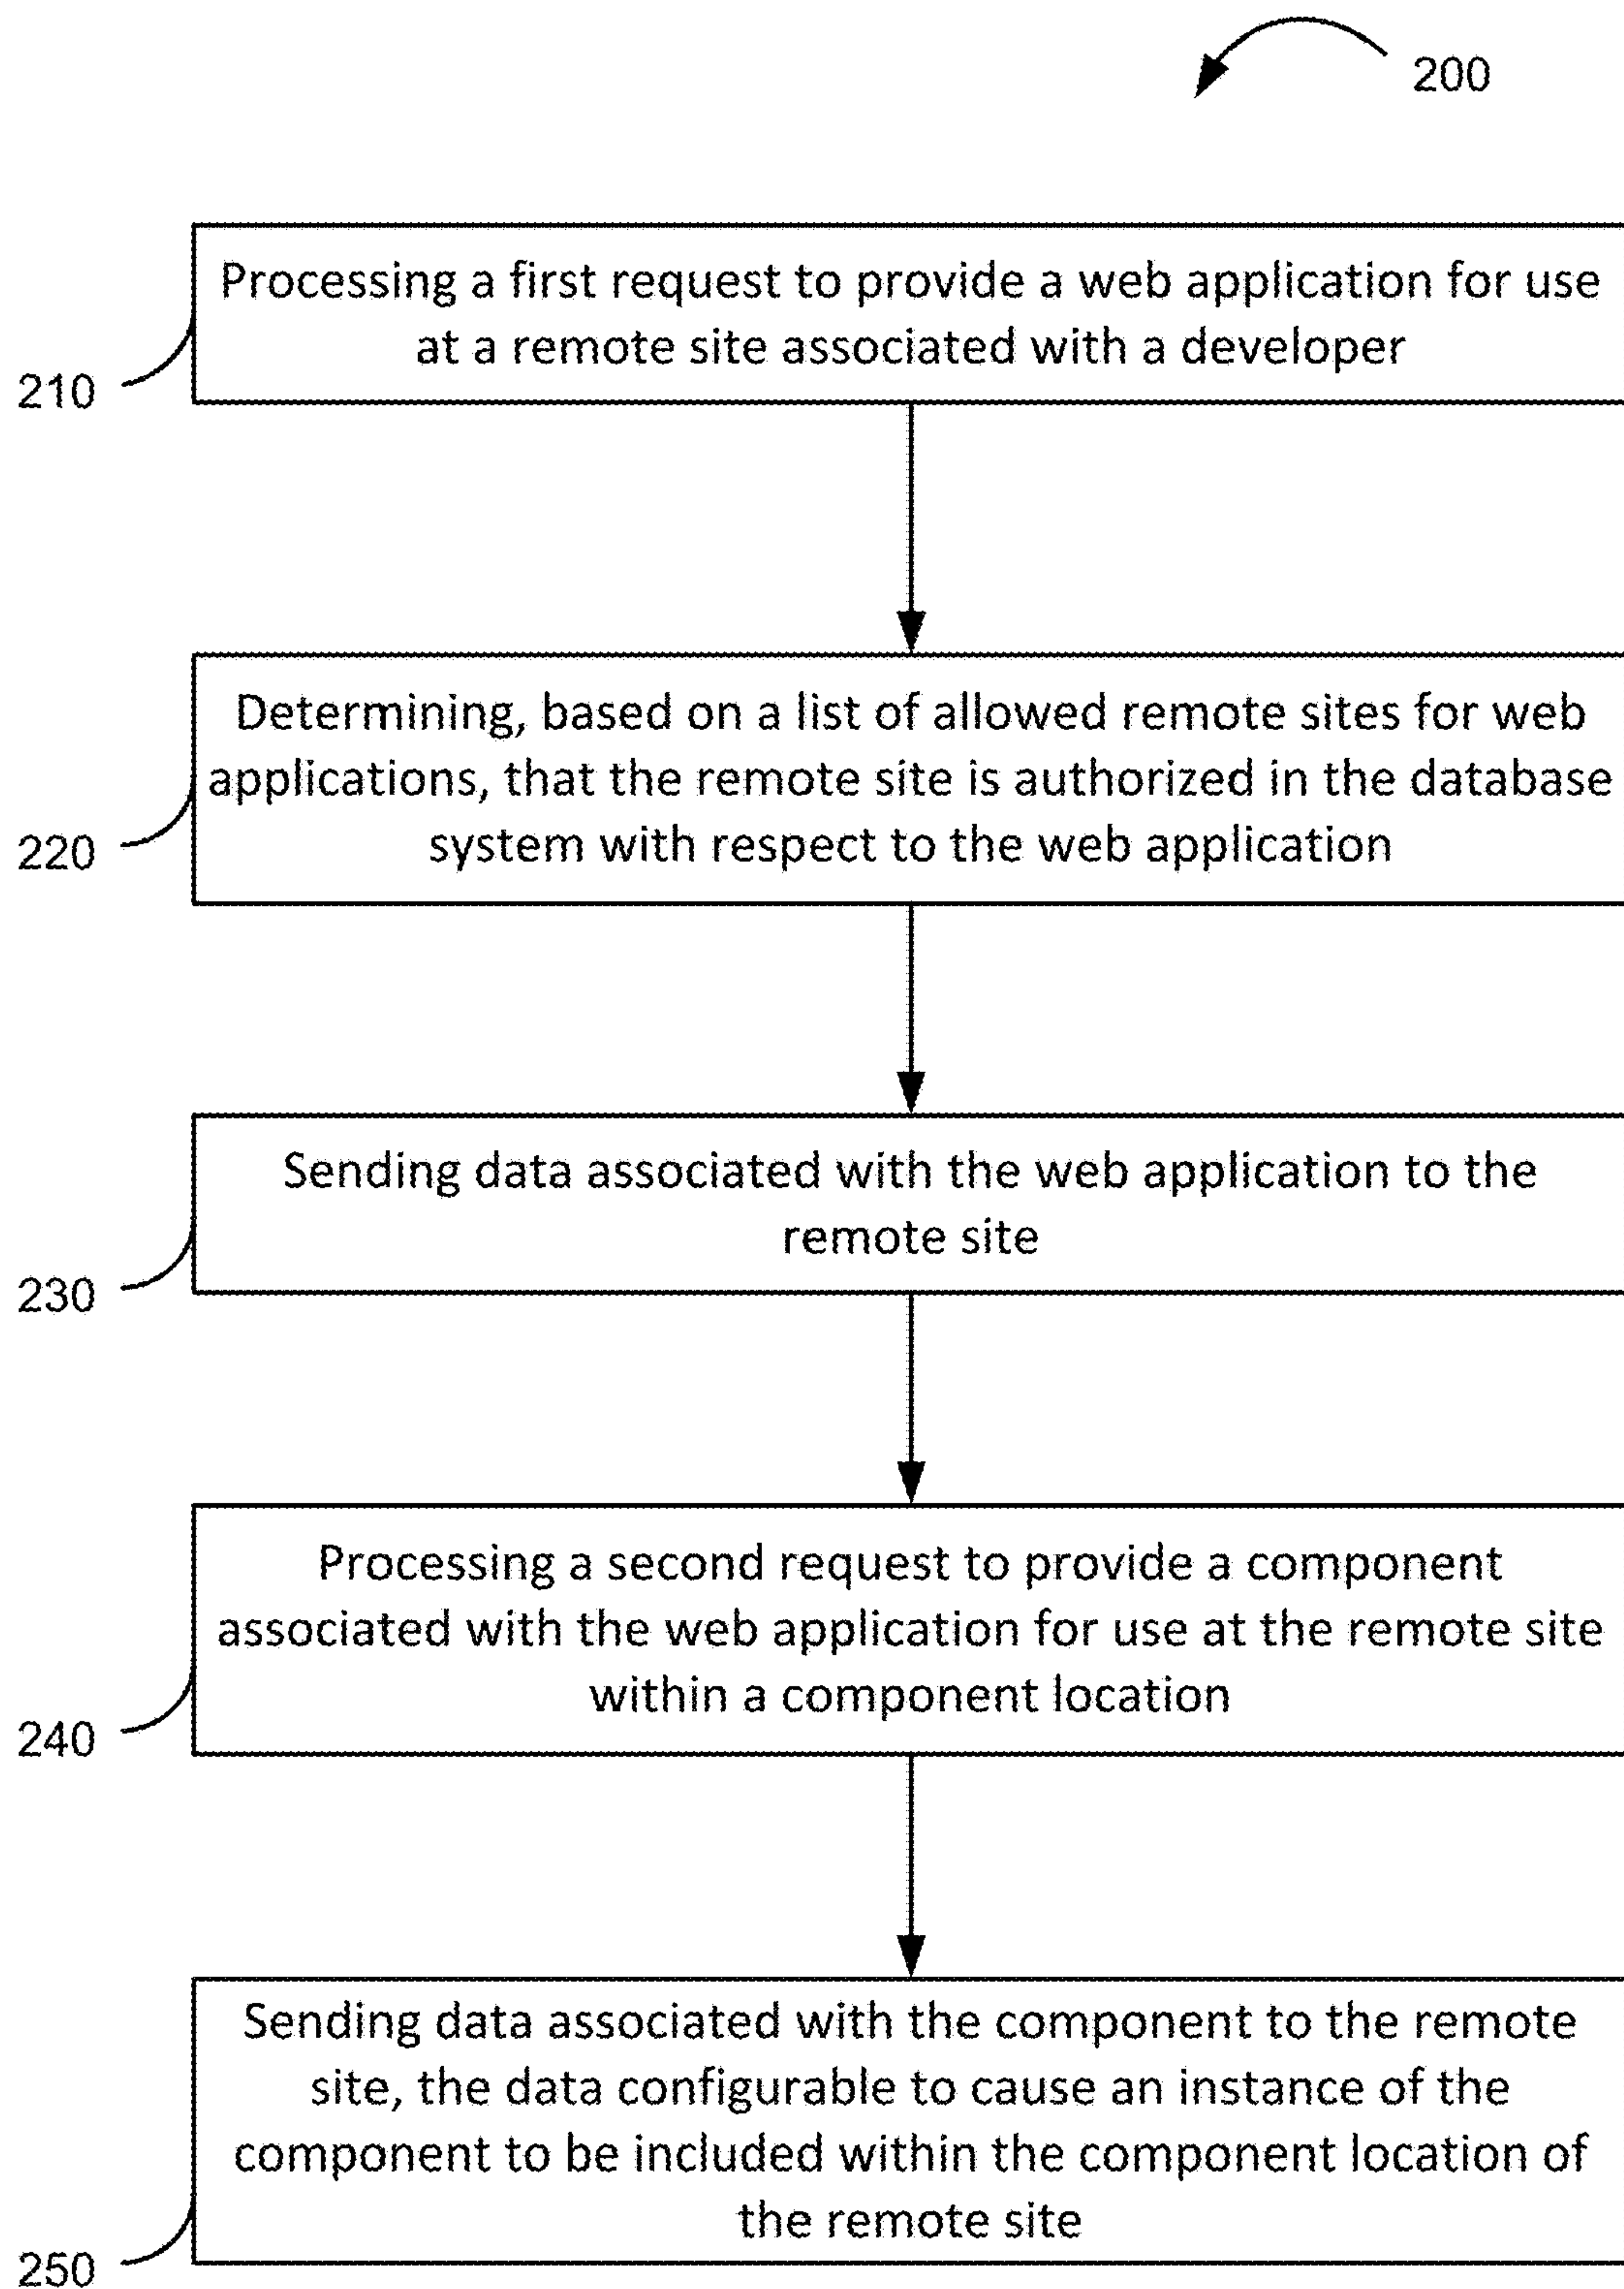 200
Processing a first request to provide a web application for use
at a remote site associated with a developer
210
Determining, based on a list of allowed remote sites for web
applications, that the remote site is authorized in the database
system with respect to the web application
220
Sending data associated with the web application to the
remote site
230
Processing a second request to provide a component
associated with the web application for use at the remote site
within a component location
240
Sending data associated with the component to the remote
site, the data configurable to cause an instance of the
component to be included within the component location of
the remote site
250